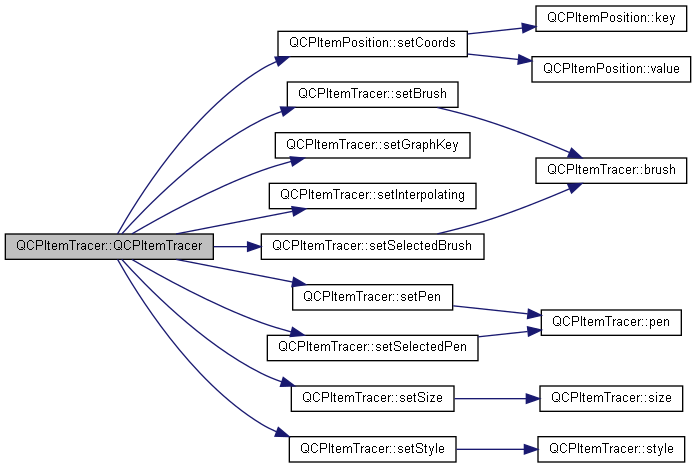 QCPItemPosition::key
QCPItemPosition::setCoords
QCPItemPosition::value
QCPItemTracer::setBrush
QCPItemTracer::setGraphKey
QCPItemTracer::brush
QCPItemTracer::setInterpolating
QCPItemTracer::QCPItemTracer
QCPItemTracer::setSelectedBrush
QCPItemTracer::setPen
QCPItemTracer::pen
QCPItemTracer::setSelectedPen
QCPItemTracer::setSize
QCPItemTracer::size
QCPItemTracer::setStyle
QCPItemTracer::style